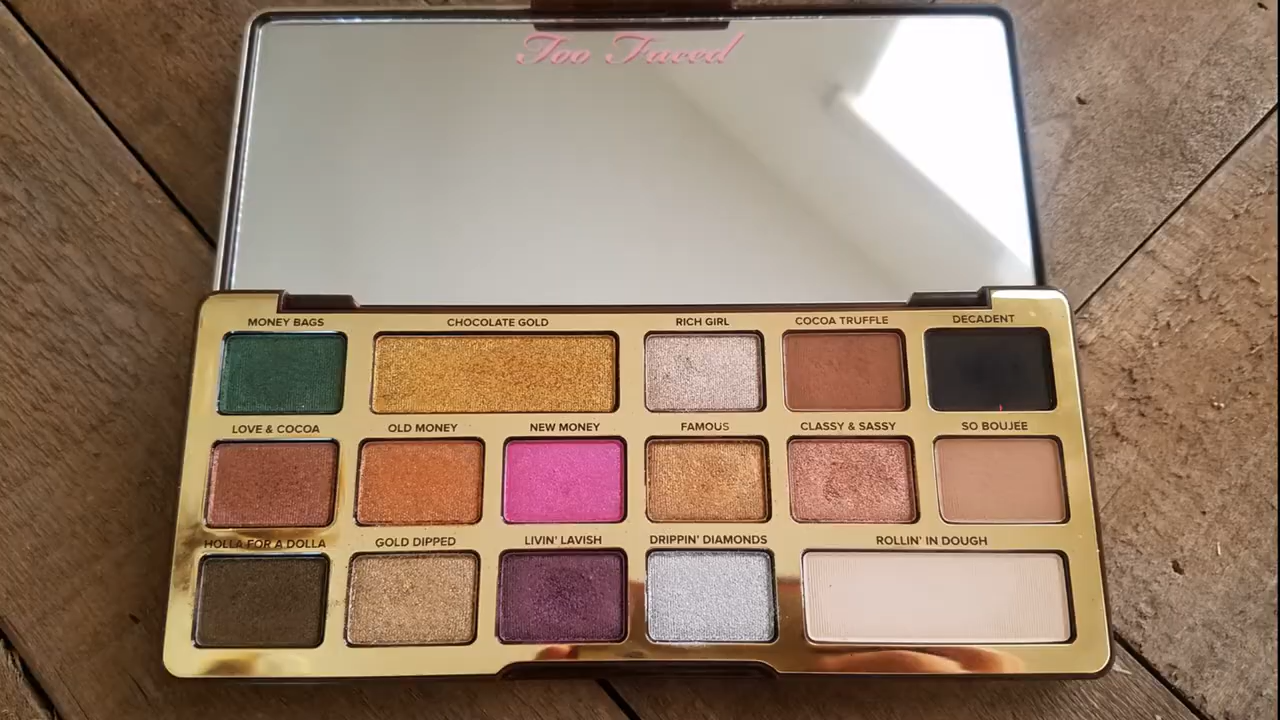 Too Faced
MONEY BAGS
CHOCOLATE GOLD
RICH GIRL
COCOA TRUFFLE
DECADENT
LOVE & COCOA
OLD MONEY
NEW MONEY
FAMOUS
CLASSY & SASSY
SO BOUJEE
HOLLA FOR A DOLLA
GOLD DIPPED
LIVIN' LAVISH
DRIPPIN' DIAMONDS
ROLLIN' IN DOUGH